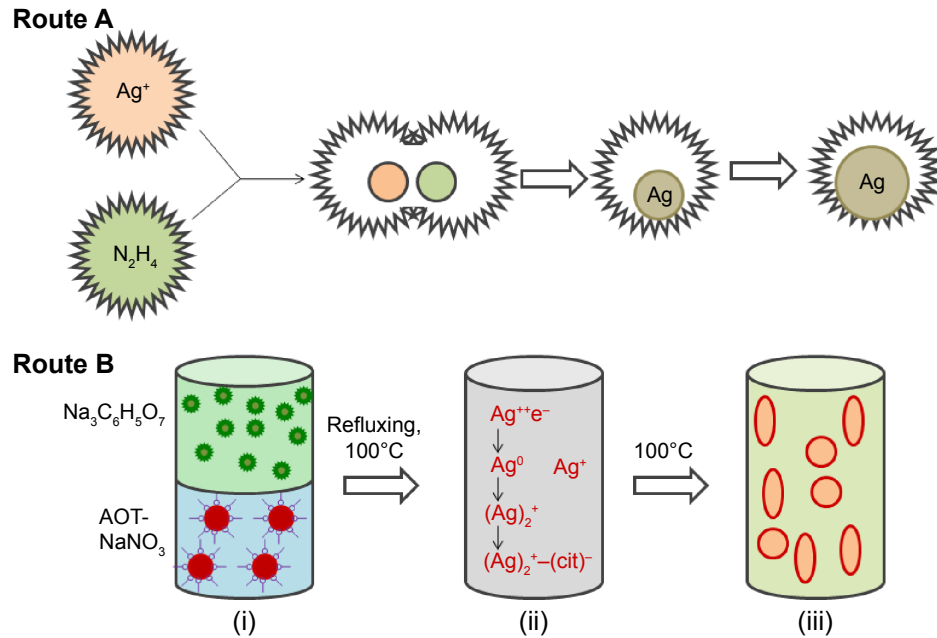 Route A
Ag⁺
N₂H₄
Ag
Ag
Route B
Na₃C₆H₅O₇
AOT-
NaNO₃
Refluxing,
100°C
Ag⁺⁺e⁻
Ag⁰
Ag⁺
(Ag)₂⁺
(Ag)₂⁺–(cit)⁻
100°C
(i)
(ii)
(iii)